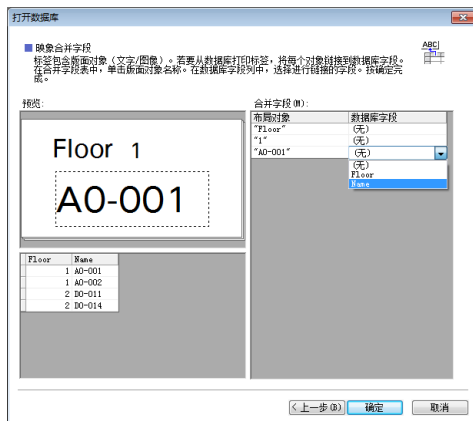 打开数据库
映象合并字段
标签包含版面对象（文字/图像）。若要从数据库打印标签，将每个对象链接到数据库字段。
在合并字段表中，单击版面对象名称。在数据库字段列中，选择进行链接的字段。按确定完
成。
ABC
预览:
Floor 1
A0-001
合并字段(M):
布局对象 数据库字段
"Floor" (无)
"1" (无)
"A0-001" (无)
(无)
Floor
Name
Floor Name
1 A0-001
1 A0-002
2 D0-011
2 D0-014
< 上一步(B) 确定 取消